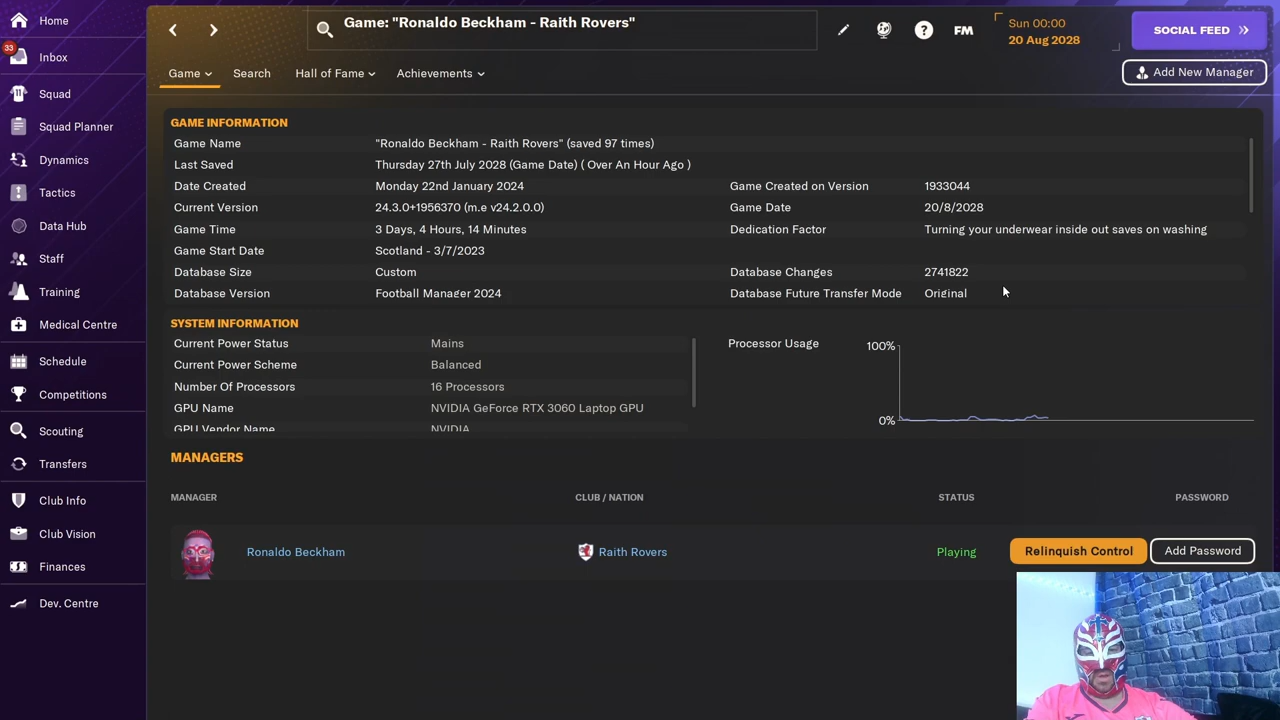 Home
33
Inbox
Squad
Squad Planner
Dynamics
Tactics
Data Hub
Staff
Training
Medical Centre
Schedule
Competitions
Scouting
Transfers
Club Info
Club Vision
Finances
Dev. Centre
Game: "Ronaldo Beckham - Raith Rovers"
FM
Sun 00:00
20 Aug 2028
SOCIAL FEED
Game Search Hall of Fame Achievements
Add New Manager
GAME INFORMATION
Game Name "Ronaldo Beckham - Raith Rovers" (saved 97 times)
Last Saved Thursday 27th July 2028 (Game Date) ( Over An Hour Ago )
Date Created Monday 22nd January 2024 Game Created on Version 1933044
Current Version 24.3.0+1956370 (m.e v24.2.0.0) Game Date 20/8/2028
Game Time 3 Days, 4 Hours, 14 Minutes Dedication Factor Turning your underwear inside out saves on washing
Game Start Date Scotland - 3/7/2023
Database Size Custom Database Changes 2741822
Database Version Football Manager 2024 Database Future Transfer Mode Original
SYSTEM INFORMATION
Current Power Status Mains Processor Usage 100%
Current Power Scheme Balanced
Number Of Processors 16 Processors
GPU Name NVIDIA GeForce RTX 3060 Laptop GPU
0%
GPU Vendor Name NVIDIA
MANAGERS
MANAGER CLUB / NATION STATUS PASSWORD
Ronaldo Beckham Raith Rovers Playing Relinquish Control Add Password